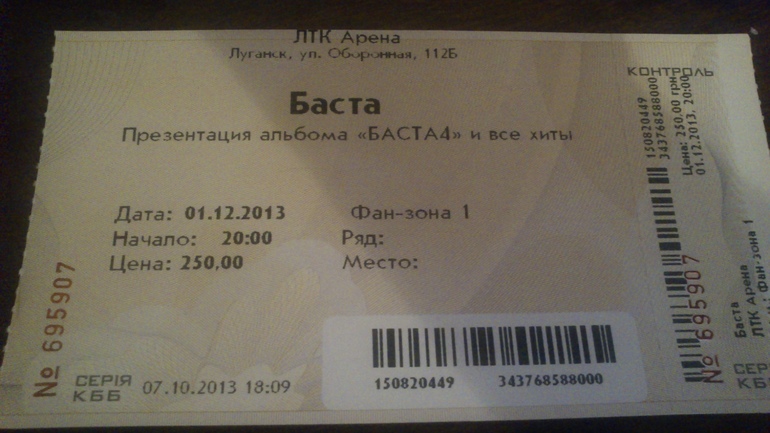 ЛТК Арена
Луганск, ул. Оборонная, 112Б
Баста
Презентация альбома «БАСТА4» и все хиты
Дата: 01.12.2013
Фан-зона 1
Начало: 20:00
Ряд:
Цена: 250,00
Место:
№ 695907
СЕРІЯ
КББ
07.10.2013 18:09
150820449 343768588000
КОНТРОЛЬ
150820449
343768588000
Цена: 250,00 грн
01.12.2013, 20:00
№ 695907
Баста
ЛТК Арена
Фан-зона 1
СЕ
КБ